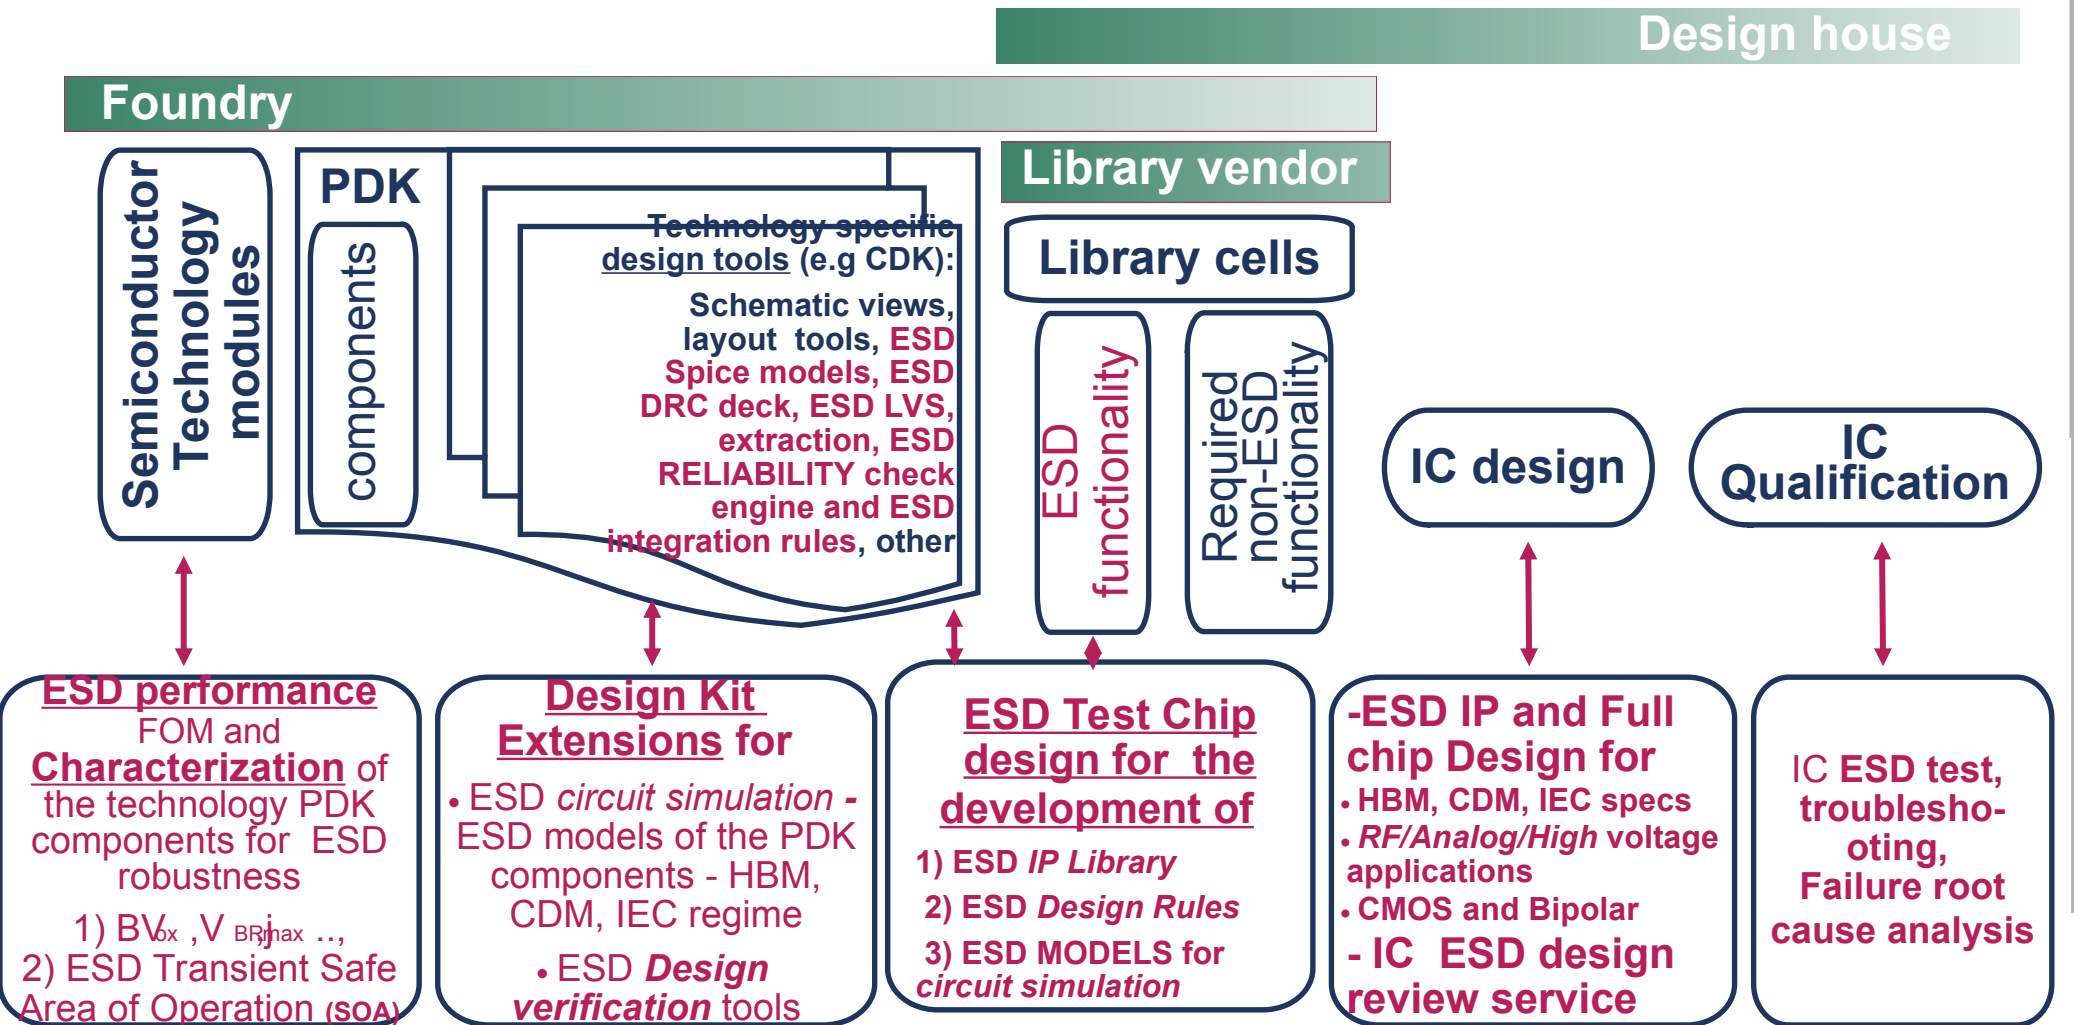 Design house
Foundry
Library vendor
Semiconductor
Technology
modules
PDK
components
Technology specific
design tools (e.g CDK):
Schematic views,
layout tools, ESD
Spice models, ESD
DRC deck, ESD LVS,
extraction, ESD
RELIABILITY check
engine and ESD
integration rules, other
Library cells
ESD
functionality
Required
non-ESD
functionality
IC design
IC
Qualification
ESD performance
FOM and
Characterization of
the technology PDK
components for ESD
robustness
1) BVox ,V BR,jmax ..,
2) ESD Transient Safe
Area of Operation (SOA)
Design Kit
Extensions for
• ESD circuit simulation -
ESD models of the PDK
components - HBM,
CDM, IEC regime
• ESD Design
verification tools
ESD Test Chip
design for the
development of
1) ESD IP Library
2) ESD Design Rules
3) ESD MODELS for
circuit simulation
-ESD IP and Full
chip Design for
• HBM, CDM, IEC specs
• RF/Analog/High voltage
applications
• CMOS and Bipolar
- IC ESD design
review service
IC ESD test,
troublesho-
oting,
Failure root
cause analysis